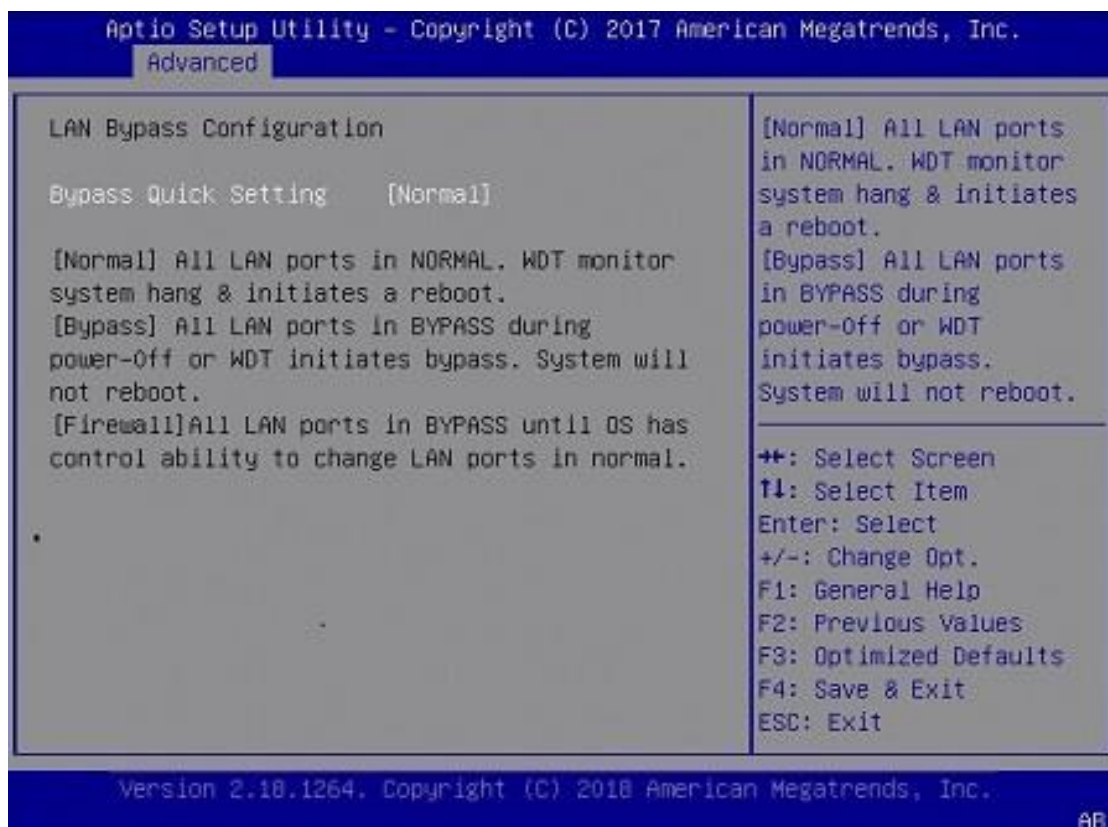 Aptio Setup Utility – Copyright (C) 2017 American Megatrends, Inc.
Advanced
LAN Bypass Configuration
Bypass Quick Setting [Normal]
[Normal] All LAN ports in NORMAL. WDT monitor
system hang & initiates a reboot.
[Bypass] All LAN ports in BYPASS during
power-Off or WDT initiates bypass. System will
not reboot.
[Firewall]All LAN ports in BYPASS until OS has
control ability to change LAN ports in normal.
[Normal] All LAN ports
in NORMAL. WDT monitor
system hang & initiates
a reboot.
[Bypass] All LAN ports
in BYPASS during
power-Off or WDT
initiates bypass.
System will not reboot.
→←: Select Screen
↑↓: Select Item
Enter: Select
+/-: Change Opt.
F1: General Help
F2: Previous Values
F3: Optimized Defaults
F4: Save & Exit
ESC: Exit
Version 2.18.1264. Copyright (C) 2018 American Megatrends, Inc.
AB